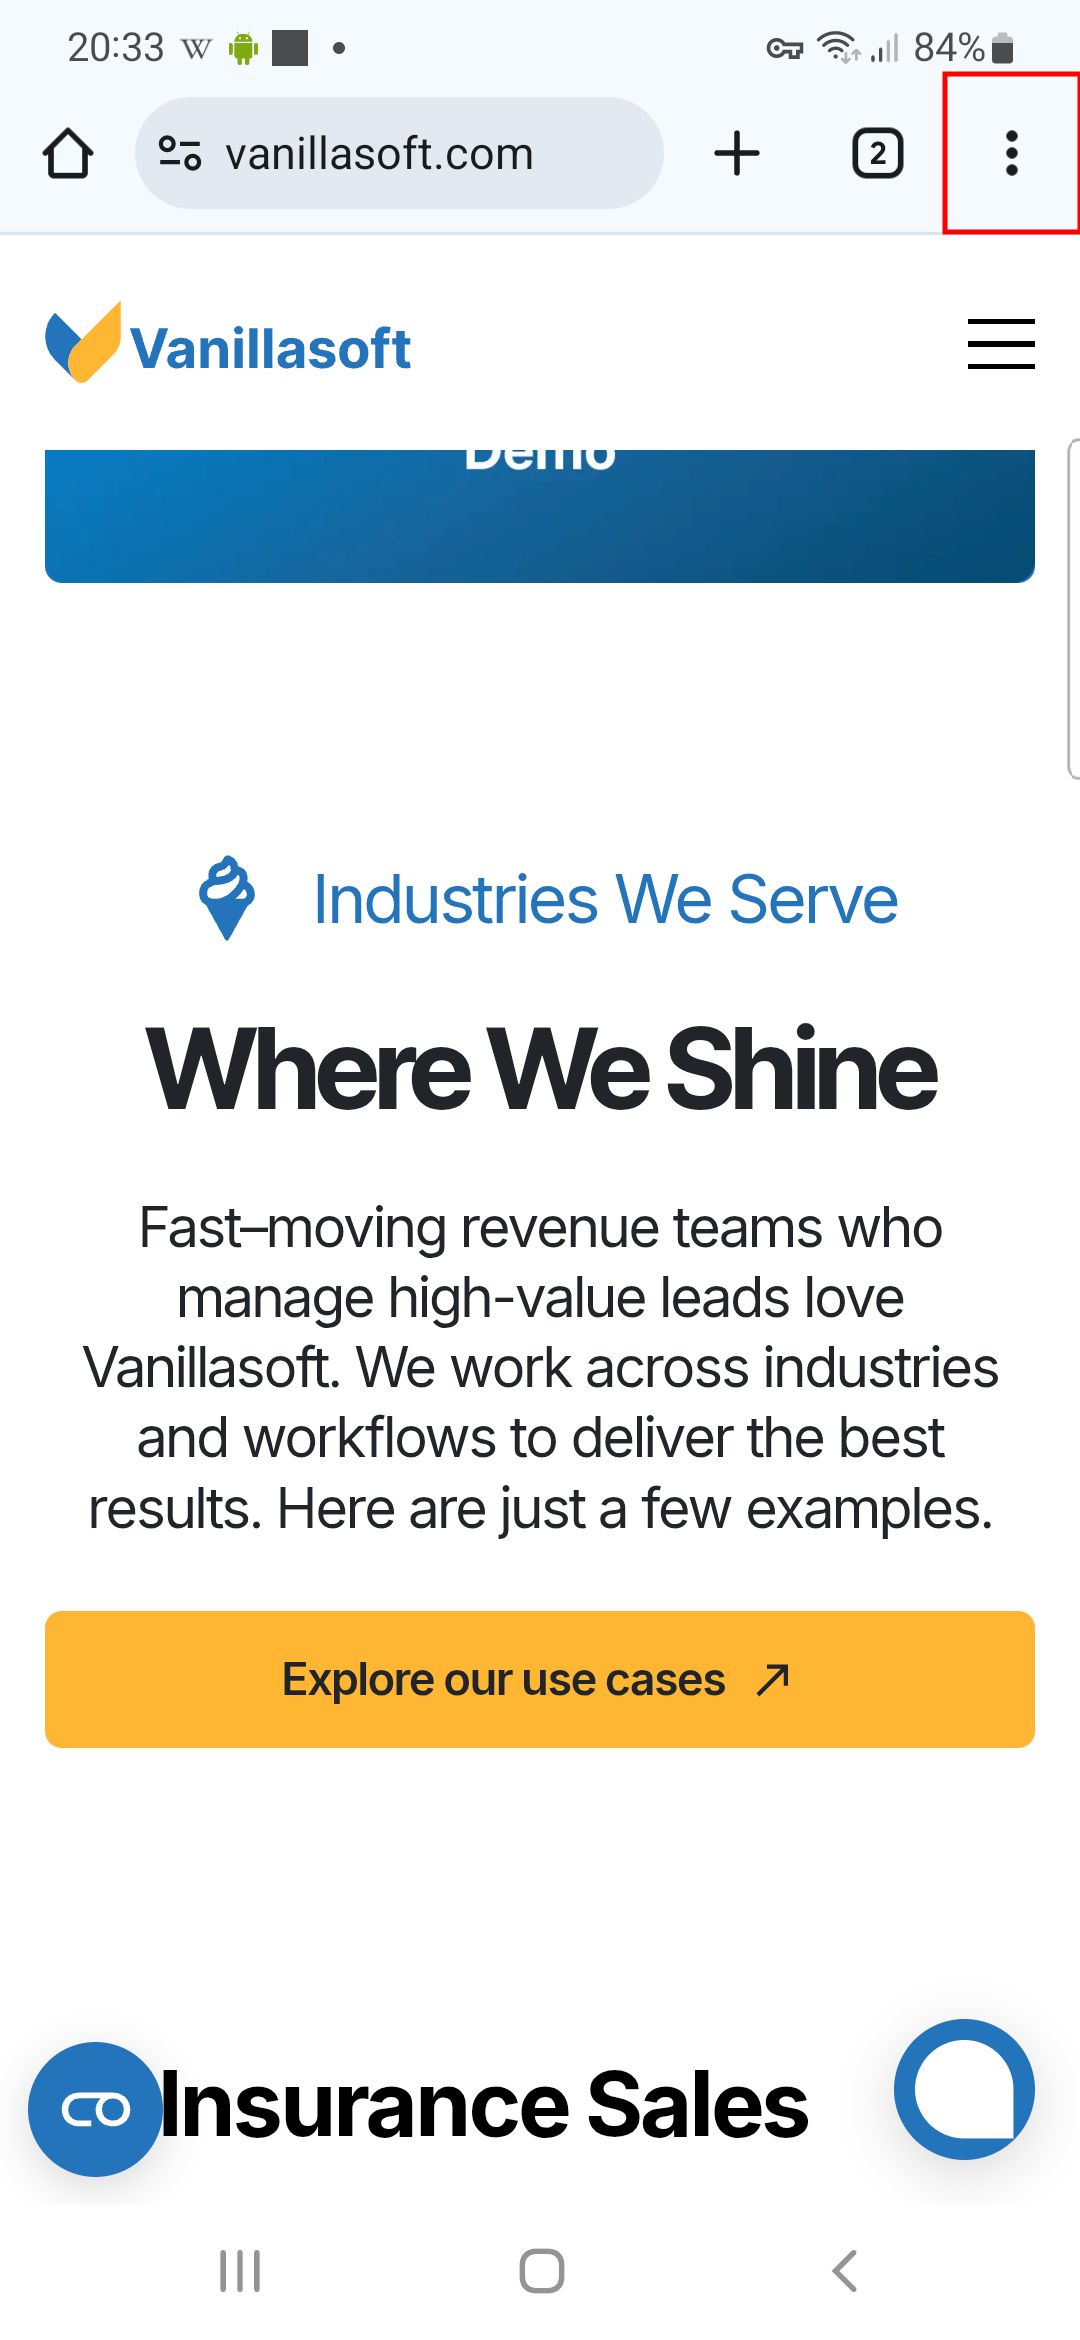 20:33 W 84%
vanillasoft.com 2
Vanillasoft
Demo
Industries We Serve
Where We Shine
Fast–moving revenue teams who
manage high-value leads love
Vanillasoft. We work across industries
and workflows to deliver the best
results. Here are just a few examples.
Explore our use cases
Insurance Sales